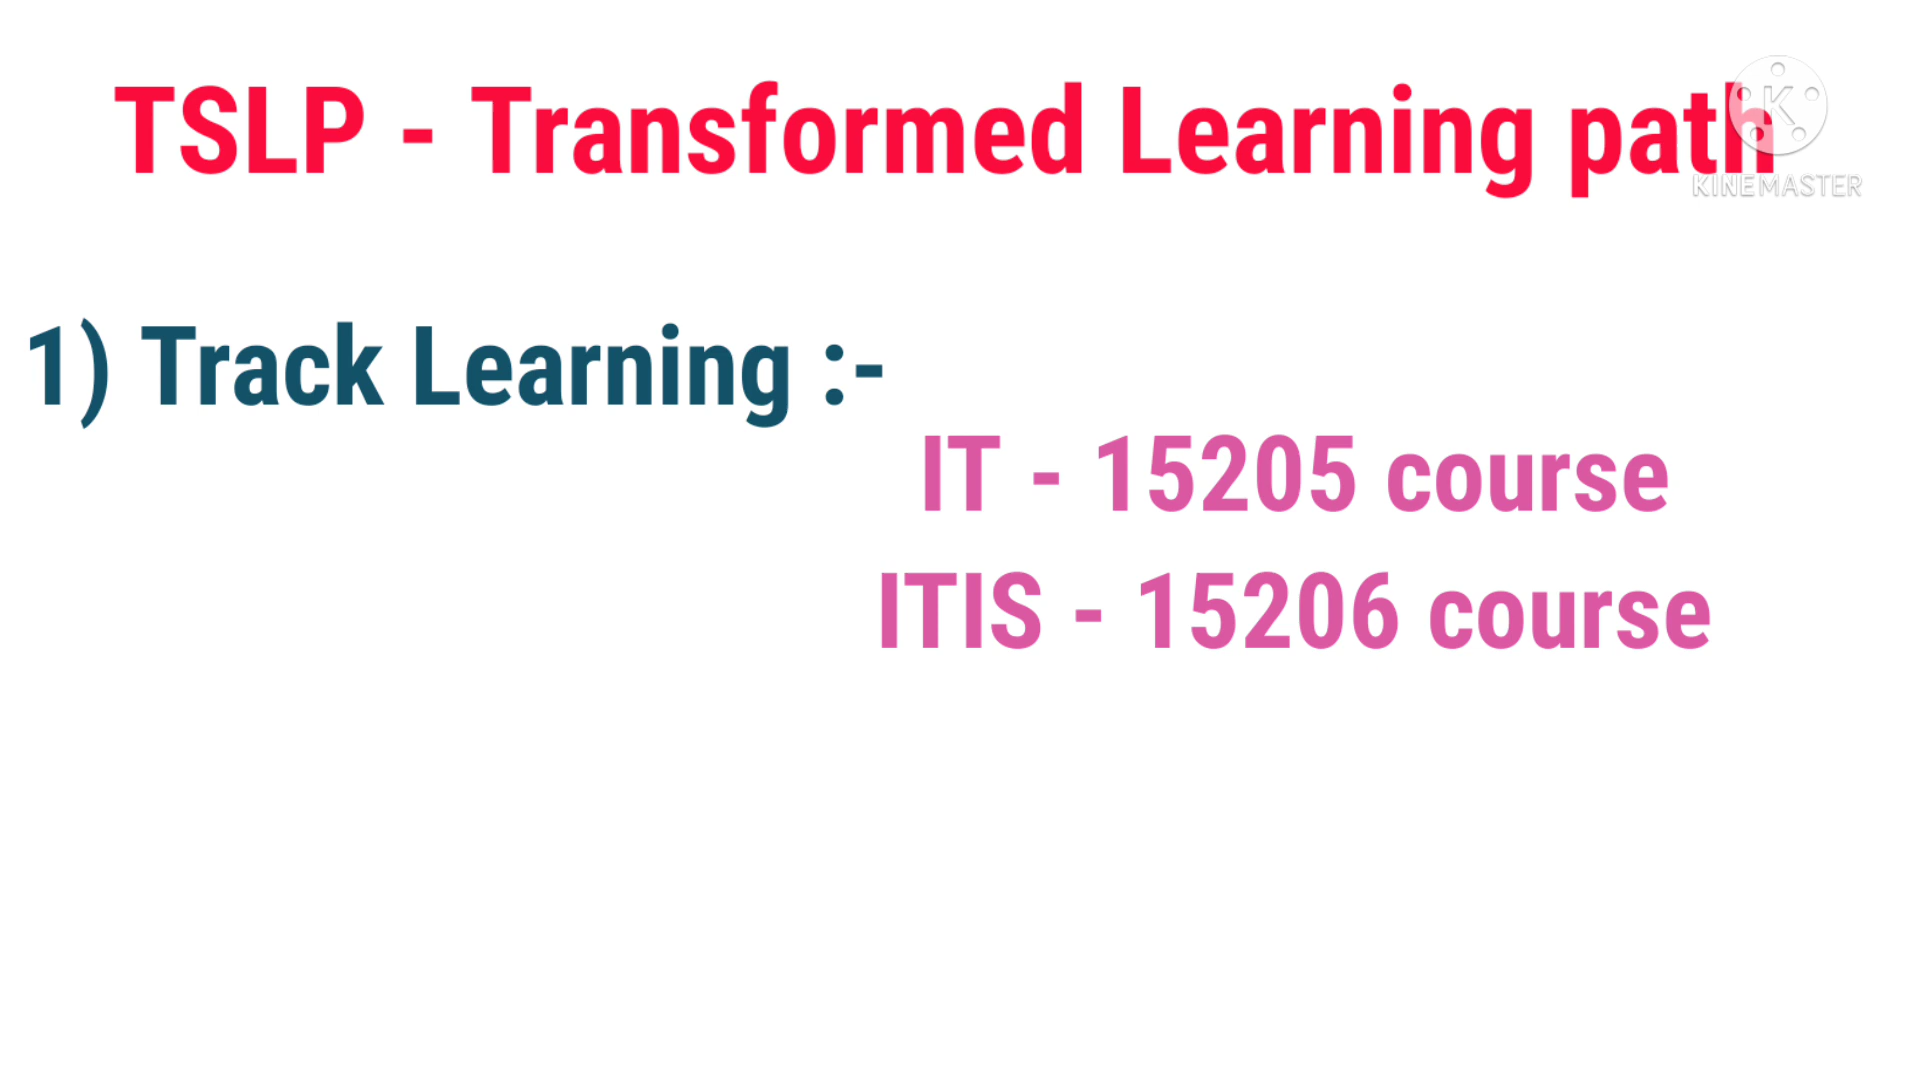 TSLP - Transformed Learning path
K
KINEMASTER
1) Track Learning :-
IT - 15205 course
ITIS - 15206 course